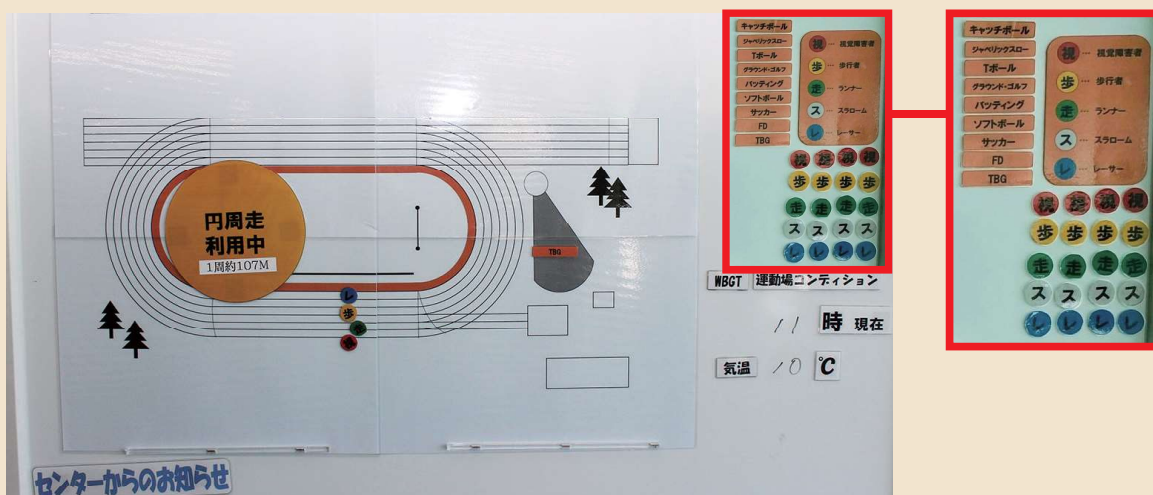 円周走
利用中
1周約107M
TBG
レ
歩
キャッチボール
ジャベリックスロー
Tボール
グラウンド・ゴルフ
バッティング
ソフトボール
サッカー
FD
TBG
視 … 視覚障害者
歩 … 歩行者
走 … ランナー
ス … スラローム
レ … レーサー
視 視 視 視
歩 歩 歩 歩
走 走 走 走
ス ス ス ス
レ レ レ レ
WBGT 運動場コンディション
11 時 現在
気温 10 ℃
センターからのお知らせ
キャッチボール
ジャベリックスロー
Tボール
グラウンド・ゴルフ
バッティング
ソフトボール
サッカー
FD
TBG
視 … 視覚障害者
歩 … 歩行者
走 … ランナー
ス … スラローム
レ … レーサー
視 視 視 視
歩 歩 歩 歩
走 走 走 走
ス ス ス ス
レ レ レ レ